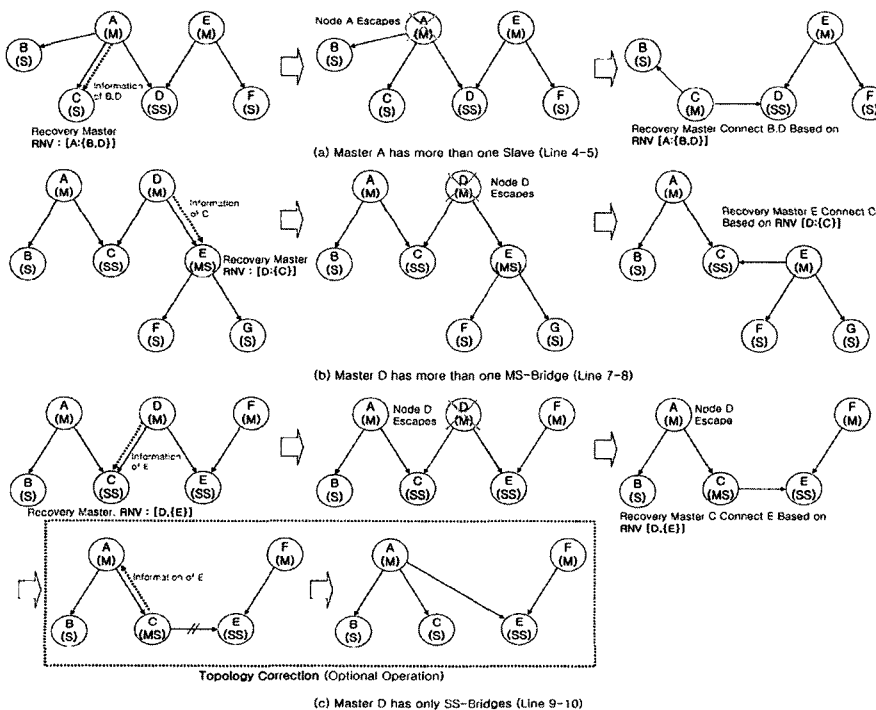 A
(M)
E
(M)
B
(S)
Information
of B,D
C
(S)
D
(SS)
F
(S)
Recovery Master
RNV : [A:{B,D}]
Node A Escapes
A
(M)
E
(M)
B
(S)
C
(S)
D
(SS)
F
(S)
E
(M)
B
(S)
C
(M)
D
(SS)
F
(S)
Recovery Master Connect B,D Based on
RNV [A:{B,D}]
(a) Master A has more than one Slave (Line 4-5)
A
(M)
D
(M)
Information
of C
B
(S)
C
(SS)
E
(MS)
Recovery Master
RNV : [D:{C}]
F
(S)
G
(S)
A
(M)
D
(M)
Node D
Escapes
B
(S)
C
(SS)
E
(MS)
F
(S)
G
(S)
A
(M)
Recovery Master E Connect C
Based on RNV [D:{C}]
B
(S)
C
(SS)
E
(M)
F
(S)
G
(S)
(b) Master D has more than one MS-Bridge (Line 7-8)
A
(M)
D
(M)
F
(M)
Information
of E
B
(S)
C
(SS)
E
(SS)
Recovery Master, RNV : [D,{E}]
A
(M)
Node D
Escapes
D
(M)
F
(M)
B
(S)
C
(SS)
E
(SS)
A
(M)
Node D
Escape
F
(M)
B
(S)
C
(MS)
E
(SS)
Recovery Master C Connect E Based on
RNV [D,{E}]
A
(M)
Information of E
F
(M)
B
(S)
C
(MS)
E
(SS)
A
(M)
F
(M)
B
(S)
C
(S)
E
(SS)
Topology Correction (Optional Operation)
(c) Master D has only SS-Bridges (Line 9-10)